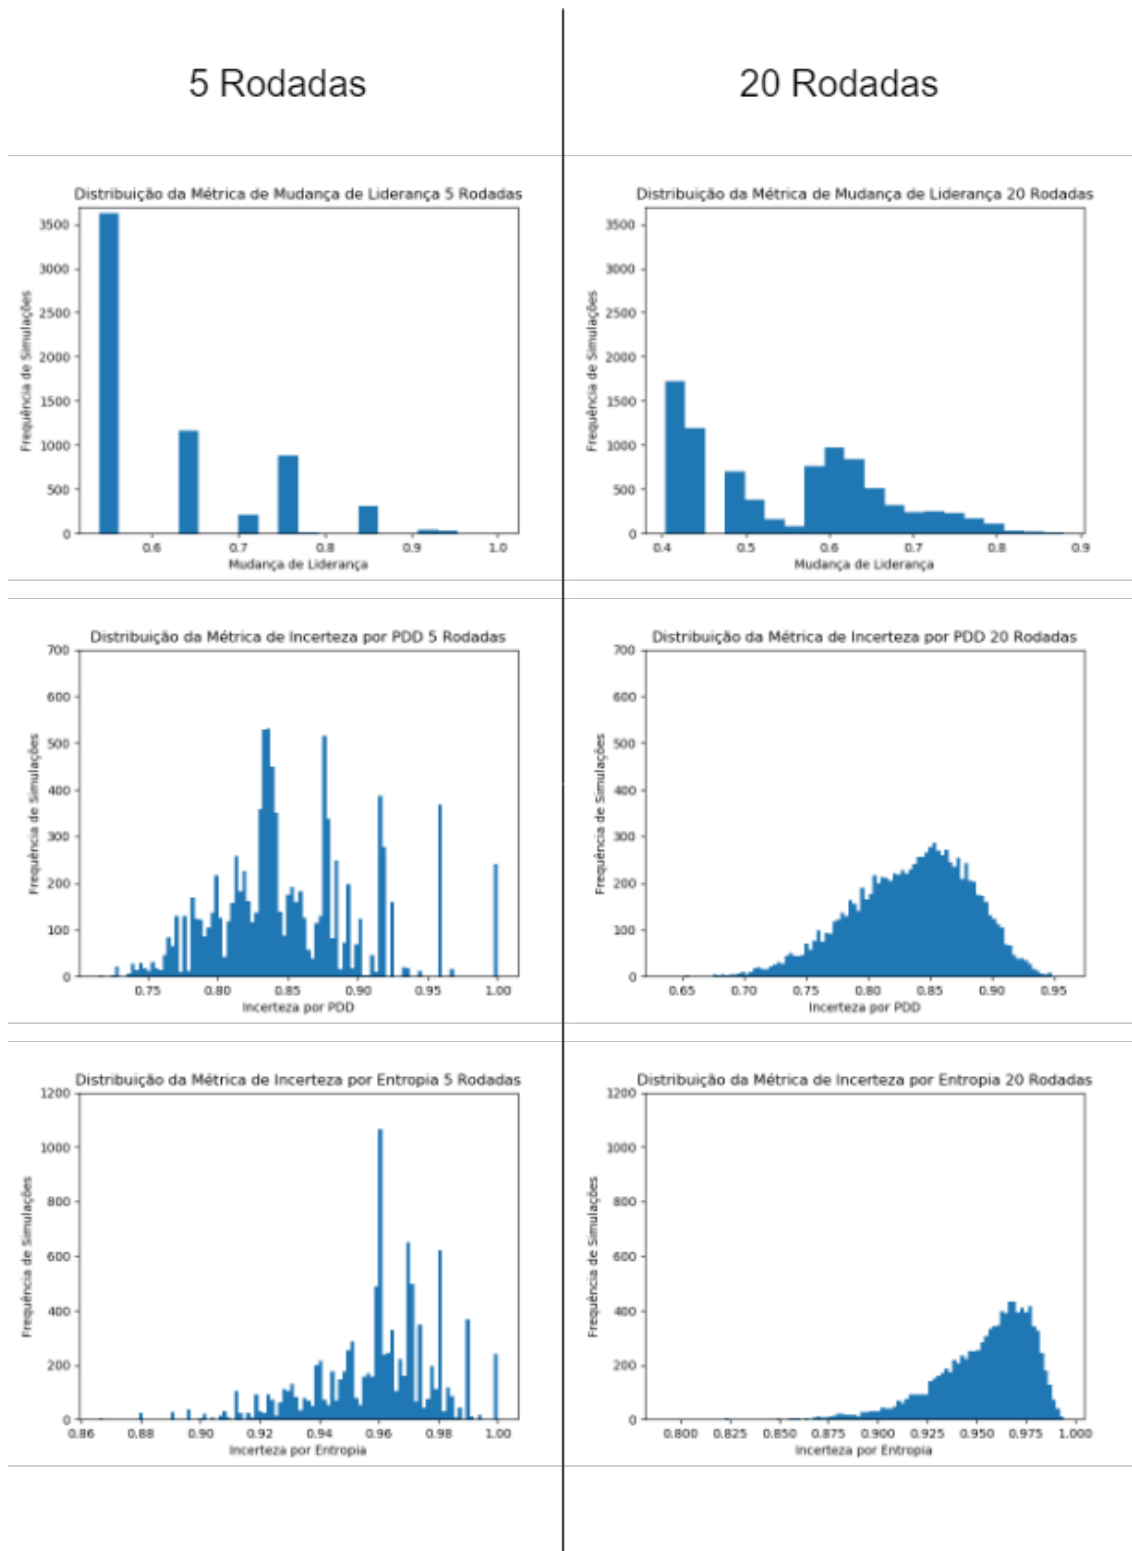 5 Rodadas
20 Rodadas
Distribuição da Métrica de Mudança de Liderança 5 Rodadas
3500
3000
2500
2000
1500
1000
500
0
Frequência de Simulações
0.6 0.7 0.8 0.9 1.0
Mudança de Liderança
Distribuição da Métrica de Mudança de Liderança 20 Rodadas
3500
3000
2500
2000
1500
1000
500
0
Frequência de Simulações
0.4 0.5 0.6 0.7 0.8 0.9
Mudança de Liderança
Distribuição da Métrica de Incerteza por PDD 5 Rodadas
700
600
500
400
300
200
100
0
Frequência de Simulações
0.75 0.80 0.85 0.90 0.95 1.00
Incerteza por PDD
Distribuição da Métrica de Incerteza por PDD 20 Rodadas
700
600
500
400
300
200
100
0
Frequência de Simulações
0.65 0.70 0.75 0.80 0.85 0.90 0.95
Incerteza por PDD
Distribuição da Métrica de Incerteza por Entropia 5 Rodadas
1200
1000
800
600
400
200
0
Frequência de Simulações
0.86 0.88 0.90 0.92 0.94 0.96 0.98 1.00
Incerteza por Entropia
Distribuição da Métrica de Incerteza por Entropia 20 Rodadas
1200
1000
800
600
400
200
0
Frequência de Simulações
0.800 0.825 0.850 0.875 0.900 0.925 0.950 0.975 1.000
Incerteza por Entropia